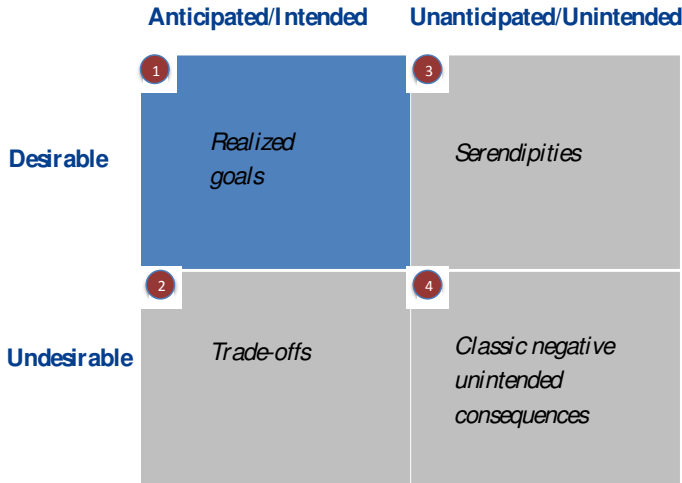 Anticipated/Intended
Unanticipated/Unintended
1
3
Desirable
Realized
goals
Serendipities
2
4
Undesirable
Trade-offs
Classic negative
unintended
consequences